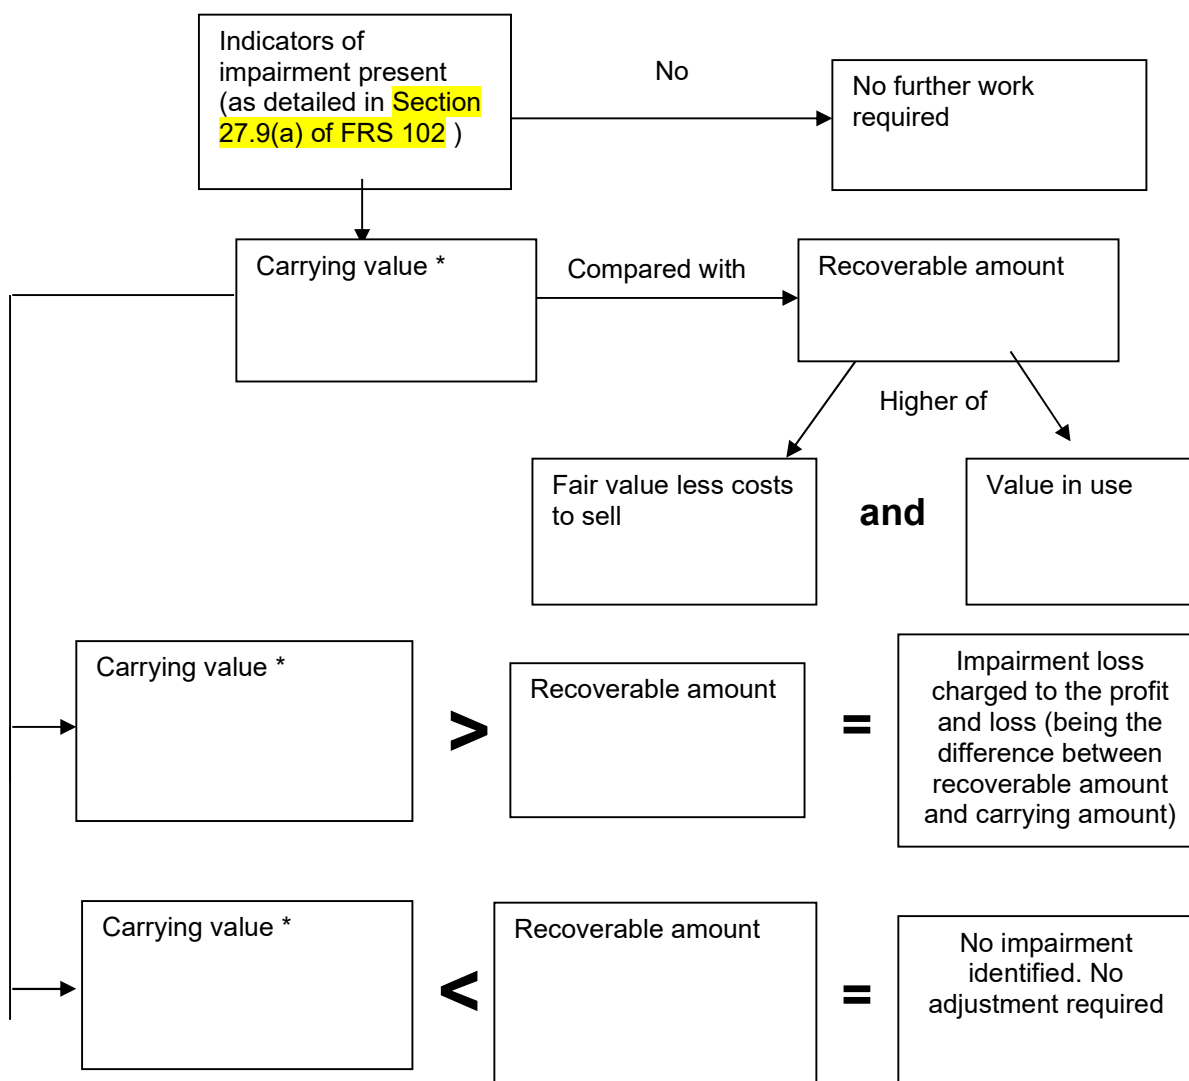 Indicators of
impairment present
(as detailed in Section
27.9(a) of FRS 102 )
No
No further work
required
Carrying value *
Compared with
Recoverable amount
Higher of
Fair value less costs
to sell
and
Value in use
Carrying value *
>
Recoverable amount
=
Impairment loss
charged to the profit
and loss (being the
difference between
recoverable amount
and carrying amount)
Carrying value *
<
Recoverable amount
=
No impairment
identified. No
adjustment required